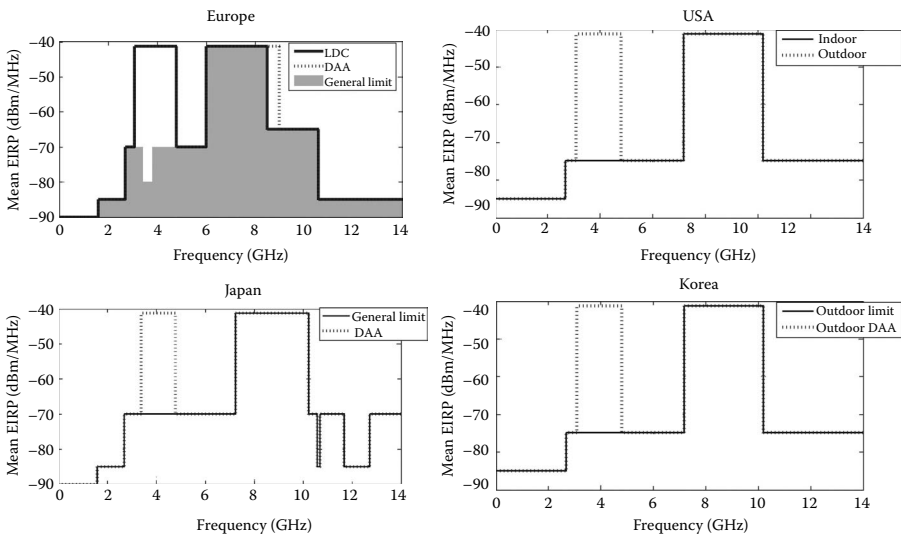 Europe
Mean EIRP (dBm/MHz)
−40
−50
−60
−70
−80
−90
0 2 4 6 8 10 12 14
Frequency (GHz)
LDC
DAA
General limit
USA
Mean EIRP (dBm/MHz)
−40
−50
−60
−70
−80
−90
0 2 4 6 8 10 12 14
Frequency (GHz)
Indoor
Outdoor
Japan
Mean EIRP (dBm/MHz)
−40
−50
−60
−70
−80
−90
0 2 4 6 8 10 12 14
Frequency (GHz)
General limit
DAA
Korea
Mean EIRP (dBm/MHz)
−40
−50
−60
−70
−80
−90
0 2 4 6 8 10 12 14
Frequency (GHz)
Outdoor limit
Outdoor DAA